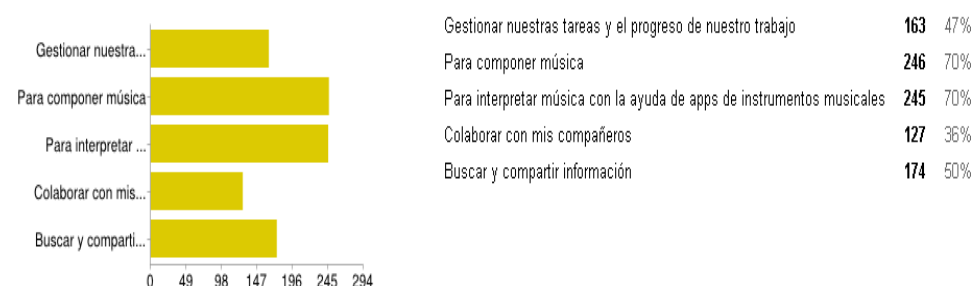 Gestionar nuestra...
Para componer música
Para interpretar ...
Colaborar con mis...
Buscar y comparti...
0 49 98 147 196 245 294
Gestionar nuestras tareas y el progreso de nuestro trabajo 163 47%
Para componer música 246 70%
Para interpretar música con la ayuda de apps de instrumentos musicales 245 70%
Colaborar con mis compañeros 127 36%
Buscar y compartir información 174 50%